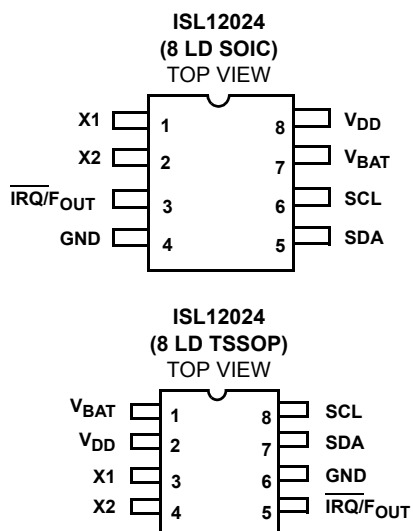 ISL12024
(8 LD SOIC)
TOP VIEW
X1 1 8 VDD
X2 2 7 VBAT
IRQ/FOUT 3 6 SCL
GND 4 5 SDA
ISL12024
(8 LD TSSOP)
TOP VIEW
VBAT 1 8 SCL
VDD 2 7 SDA
X1 3 6 GND
X2 4 5 IRQ/FOUT